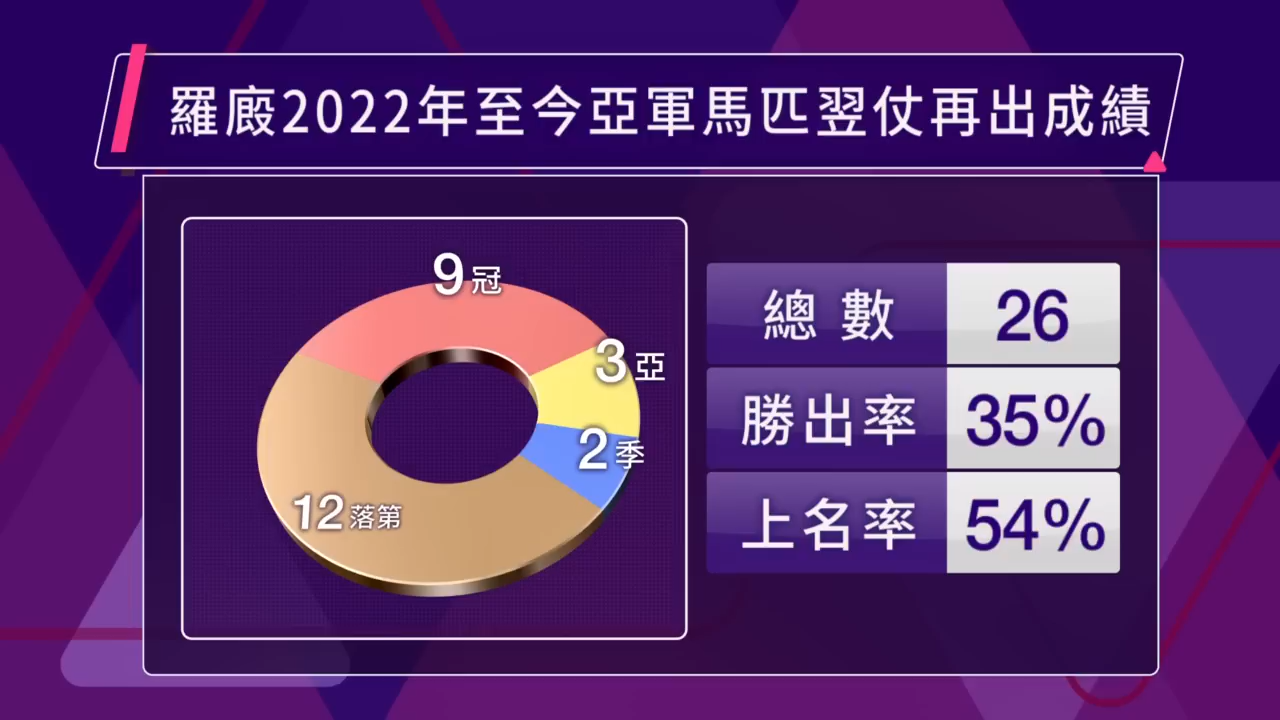 羅廄2022年至今亞軍馬匹翌仗再出成績
9冠
3亞
2季
12落第
總數 26
勝出率 35%
上名率 54%